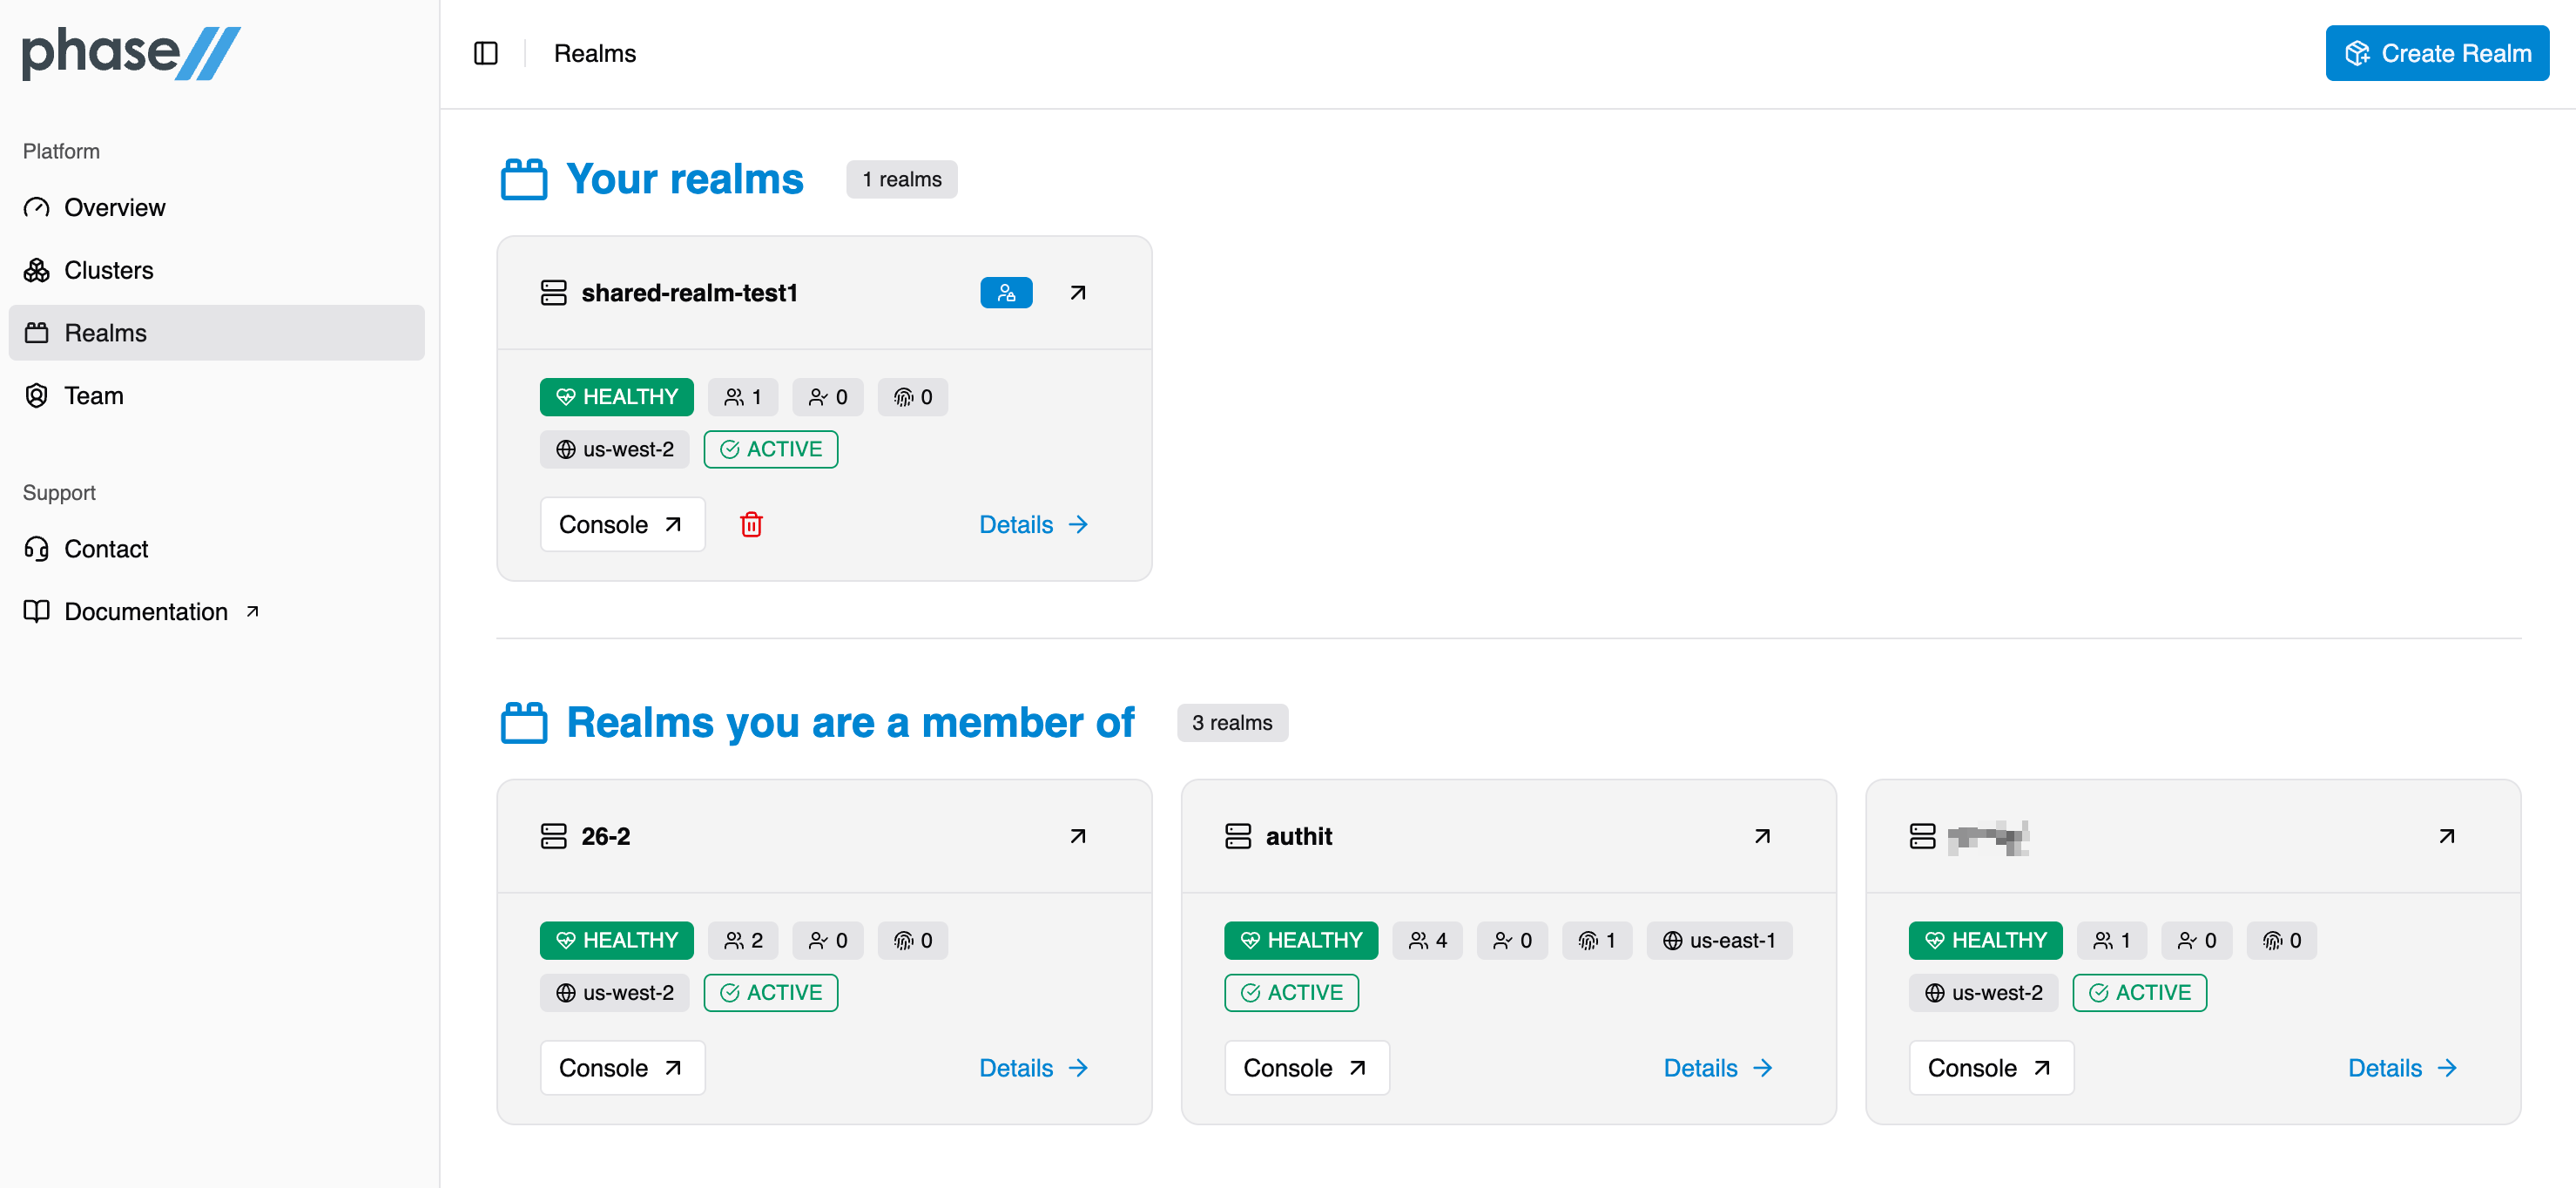 phase
Platform
Overview
Clusters
Realms
Team
Support
Contact
Documentation
Realms
Create Realm
Your realms
1 realms
shared-realm-test1
HEALTHY 1 0 0
us-west-2 ACTIVE
Console Details
Realms you are a member of
3 realms
26-2
HEALTHY 2 0 0
us-west-2 ACTIVE
Console Details
authit
HEALTHY 4 0 1 us-east-1
ACTIVE
Console Details
HEALTHY 1 0 0
us-west-2 ACTIVE
Console Details